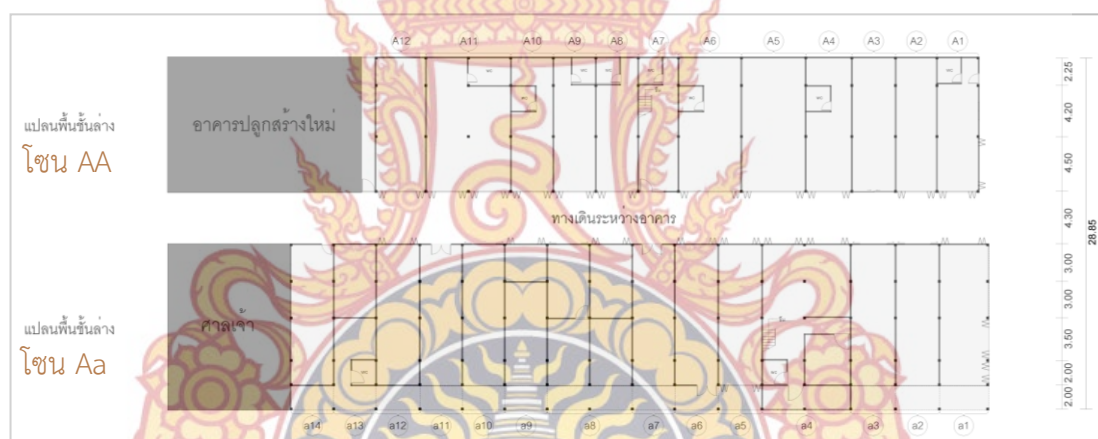 A12 A11 A10 A9 A8 A7 A6 A5 A4 A3 A2 A1
2.25
แปลนพื้นชั้นล่าง
โซน AA
อาคารปลูกสร้างใหม่
4.20
4.50
ทางเดินระหว่างอาคาร
4.30
28.85
3.00
แปลนพื้นชั้นล่าง
โซน Aa
ศาลเจ้า
3.00
3.50
2.00
2.00
a14 a13 a12 a11 a10 a9 a8 a7 a6 a5 a4 a3 a2 a1